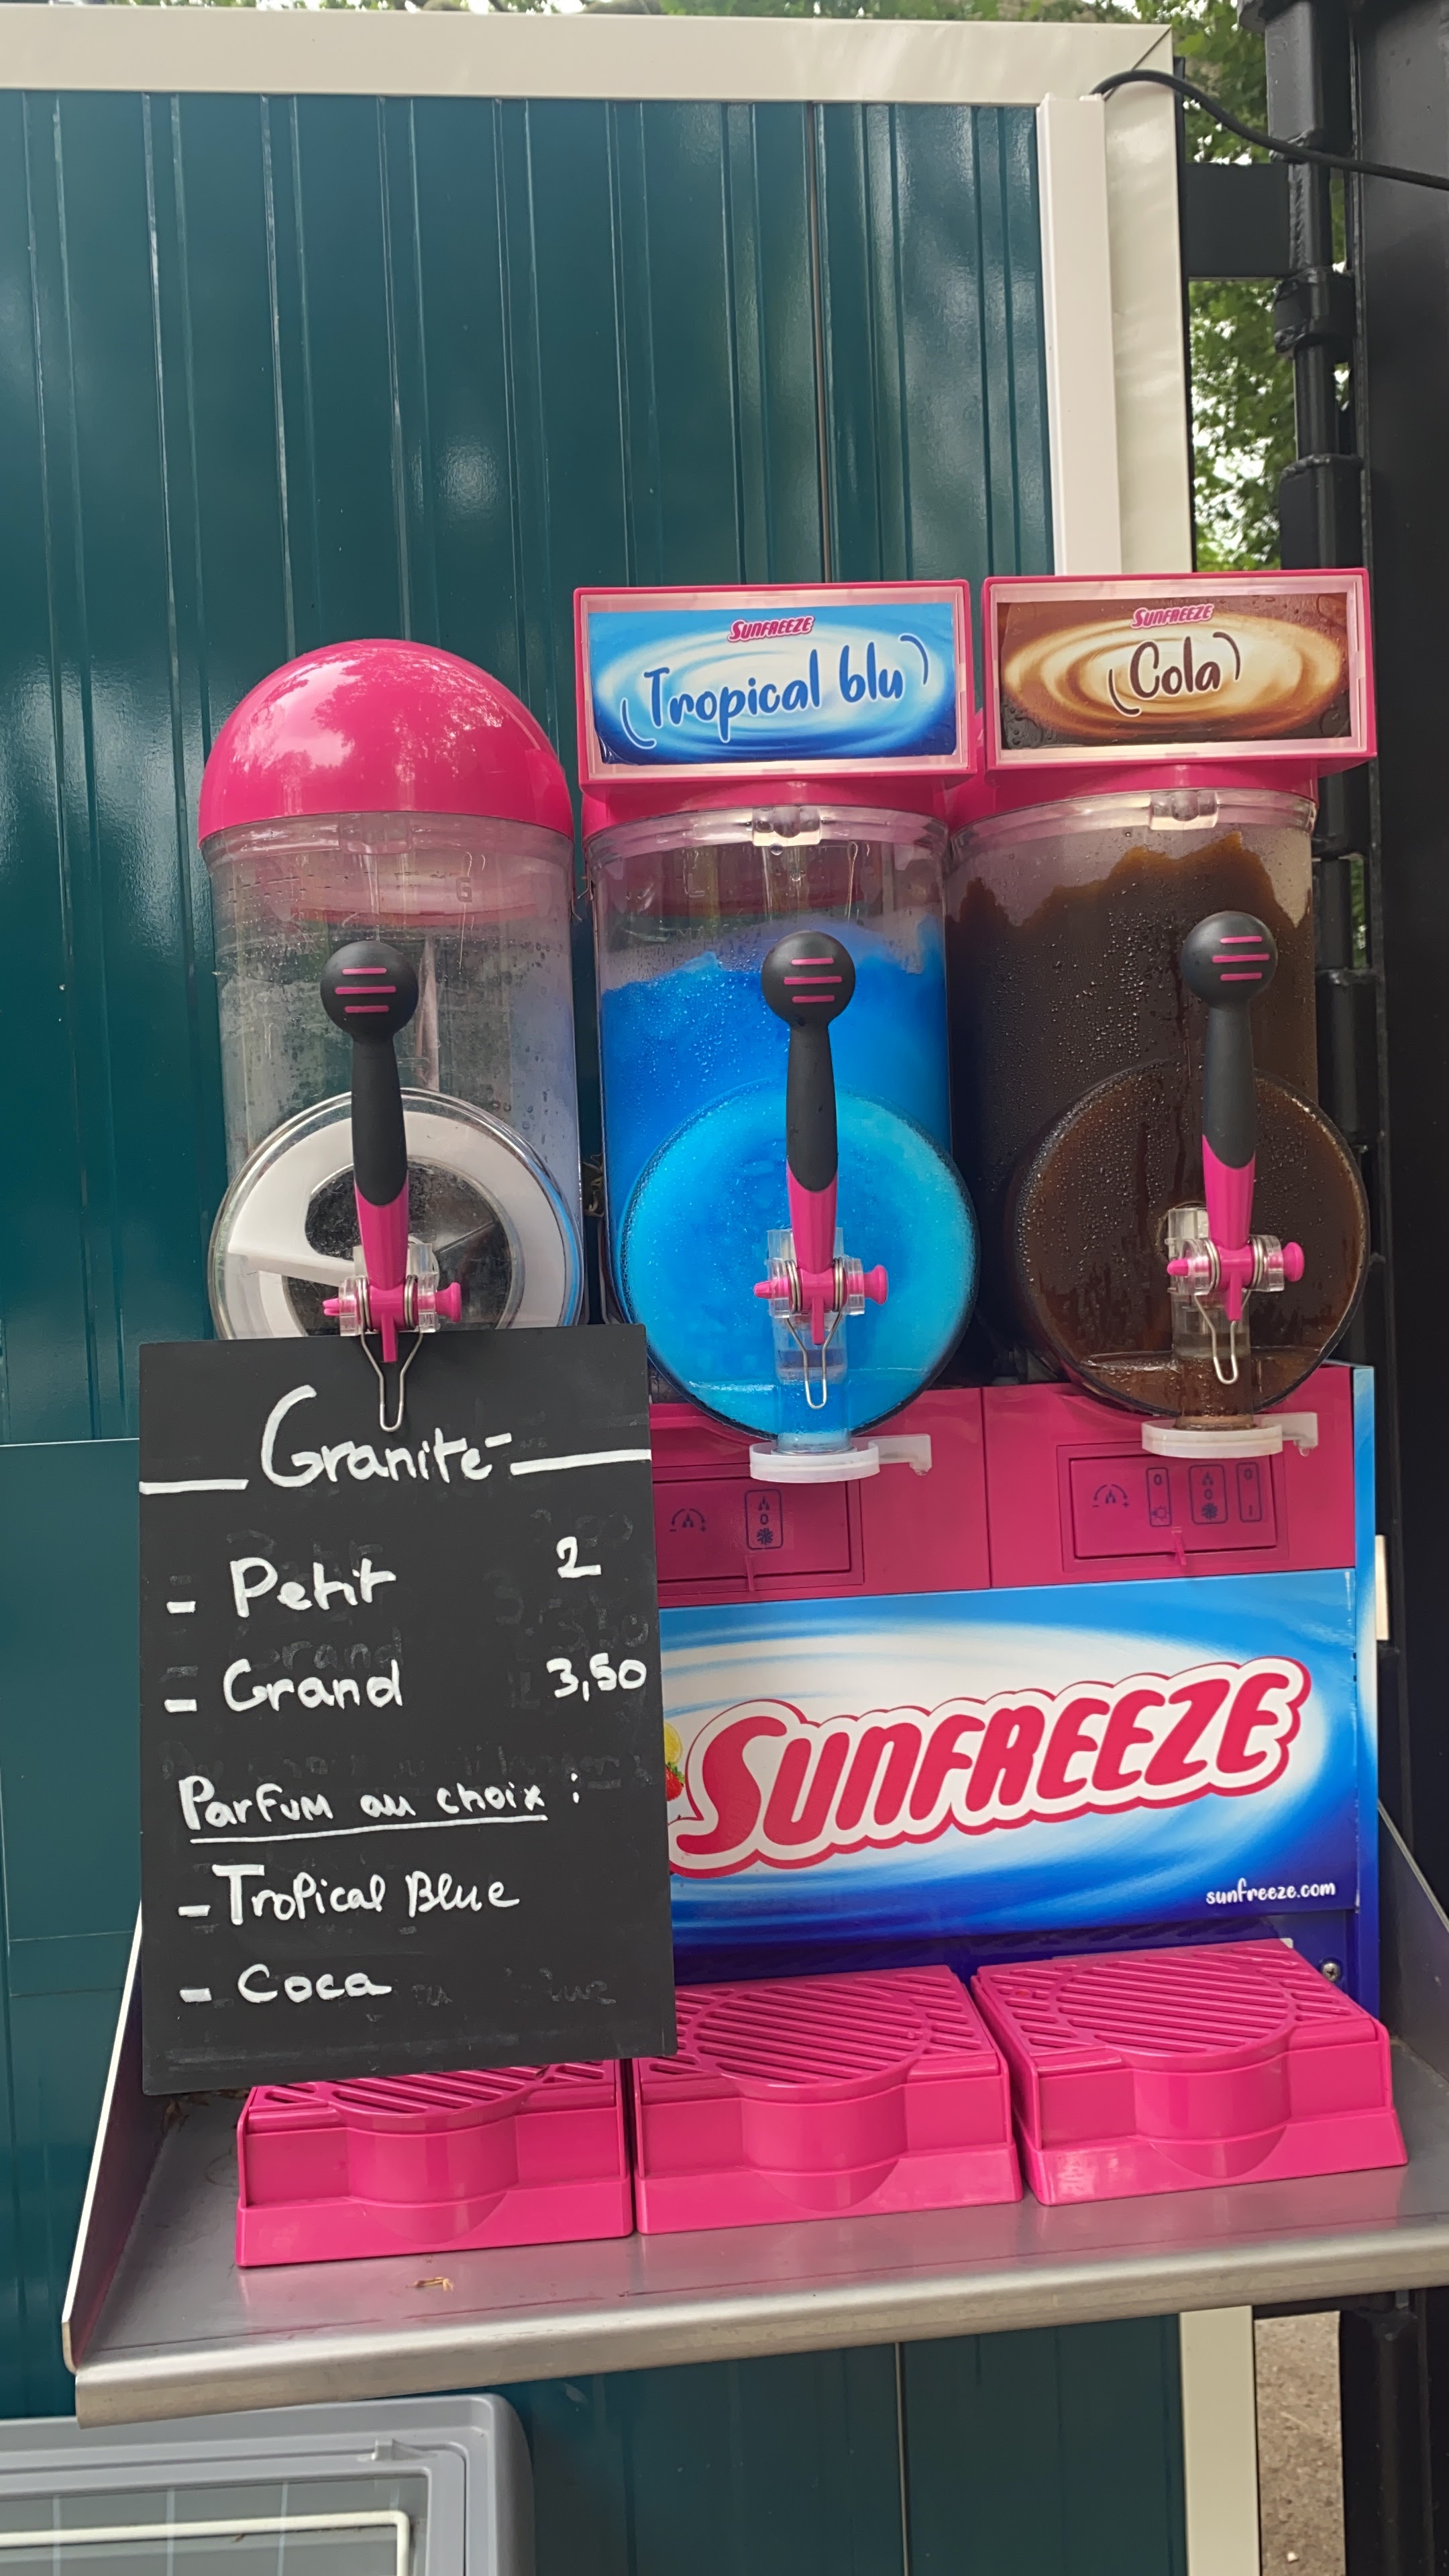 SUNFREEZE
Tropical blu
SUNFREEZE
Cola
Granite
- Petit 2
- Grand 3,50
Parfum au choix :
- Tropical Blue
- Coca
SUNFREEZE
sunfreeze.com